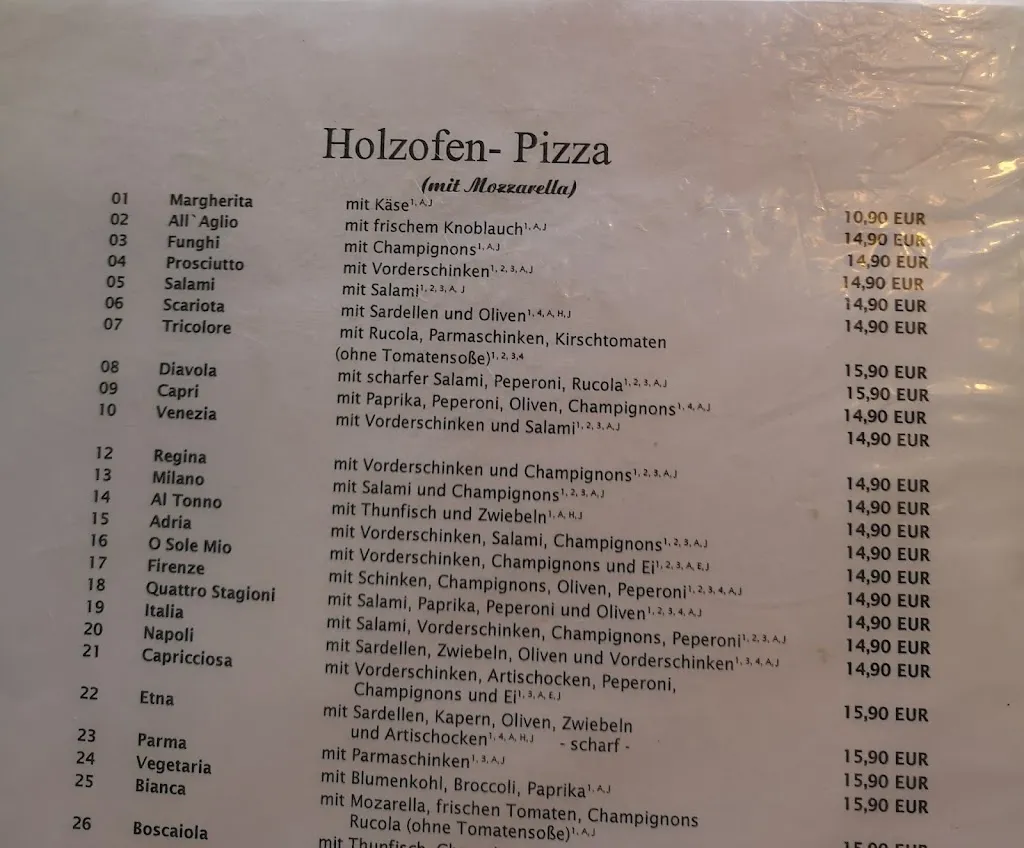 Holzofen- Pizza
(mit Mozzarella)
01 Margherita mit Käse¹˒ ᴬ˒ᴶ 10,90 EUR
02 All`Aglio mit frischem Knoblauch¹˒ ᴬ˒ᴶ 14,90 EUR
03 Funghi mit Champignons¹˒ ᴬ˒ᴶ 14,90 EUR
04 Prosciutto mit Vorderschinken¹˒ ²˒ ³˒ ᴬ˒ᴶ 14,90 EUR
05 Salami mit Salami¹˒ ²˒ ³˒ ᴬ˒ ᴶ 14,90 EUR
06 Scariota mit Sardellen und Oliven¹˒ ⁴˒ ᴬ˒ ᴴ˒ᴶ 14,90 EUR
07 Tricolore mit Rucola, Parmaschinken, Kirschtomaten
(ohne Tomatensoße)¹˒ ²˒ ³˒⁴ 15,90 EUR
08 Diavola mit scharfer Salami, Peperoni, Rucola¹˒ ²˒ ³˒ ᴬ˒ᴶ 15,90 EUR
09 Capri mit Paprika, Peperoni, Oliven, Champignons¹˒ ⁴˒ ᴬ˒ᴶ 14,90 EUR
10 Venezia mit Vorderschinken und Salami¹˒ ²˒ ³˒ ᴬ˒ᴶ 14,90 EUR
12 Regina mit Vorderschinken und Champignons¹˒ ²˒ ³˒ ᴬ˒ᴶ 14,90 EUR
13 Milano mit Salami und Champignons¹˒ ²˒ ³˒ ᴬ˒ᴶ 14,90 EUR
14 Al Tonno mit Thunfisch und Zwiebeln¹˒ ᴬ˒ ᴴ˒ᴶ 14,90 EUR
15 Adria mit Vorderschinken, Salami, Champignons¹˒ ²˒ ³˒ ᴬ˒ᴶ 14,90 EUR
16 O Sole Mio mit Vorderschinken, Champignons und Ei¹˒ ²˒ ³˒ ᴬ˒ ᴱ˒ᴶ 14,90 EUR
17 Firenze mit Schinken, Champignons, Oliven, Peperoni¹˒ ²˒ ³˒ ⁴˒ ᴬ˒ᴶ 14,90 EUR
18 Quattro Stagioni mit Salami, Paprika, Peperoni und Oliven¹˒ ²˒ ³˒ ⁴˒ ᴬ˒ᴶ 14,90 EUR
19 Italia mit Salami, Vorderschinken, Champignons, Peperoni¹˒ ²˒ ³˒ ᴬ˒ᴶ 14,90 EUR
20 Napoli mit Sardellen, Zwiebeln, Oliven und Vorderschinken¹˒ ³˒ ⁴˒ ᴬ˒ᴶ 14,90 EUR
21 Capricciosa mit Vorderschinken, Artischocken, Peperoni,
Champignons und Ei¹˒ ³˒ ᴬ˒ ᴱ˒ᴶ 15,90 EUR
22 Etna mit Sardellen, Kapern, Oliven, Zwiebeln
und Artischocken¹˒ ⁴˒ ᴬ˒ ᴴ˒ᴶ - scharf - 15,90 EUR
23 Parma mit Parmaschinken¹˒ ³˒ ᴬ˒ᴶ 15,90 EUR
24 Vegetaria mit Blumenkohl, Broccoli, Paprika¹˒ ᴬ˒ᴶ 15,90 EUR
25 Bianca mit Mozarella, frischen Tomaten, Champignons
Rucola (ohne Tomatensoße)¹˒ ᴬ˒ᴶ 15,90 EUR
26 Boscaiola mit Thunfisch,